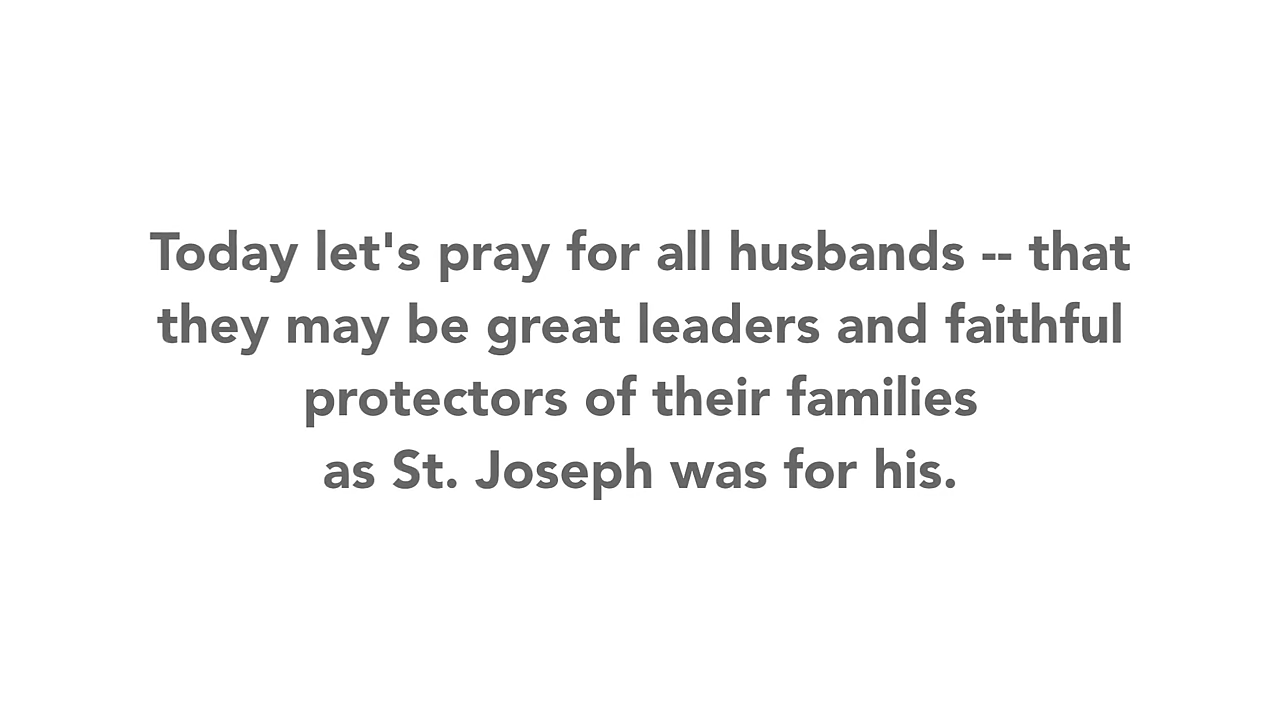 Today let's pray for all husbands -- that
they may be great leaders and faithful
protectors of their families
as St. Joseph was for his.